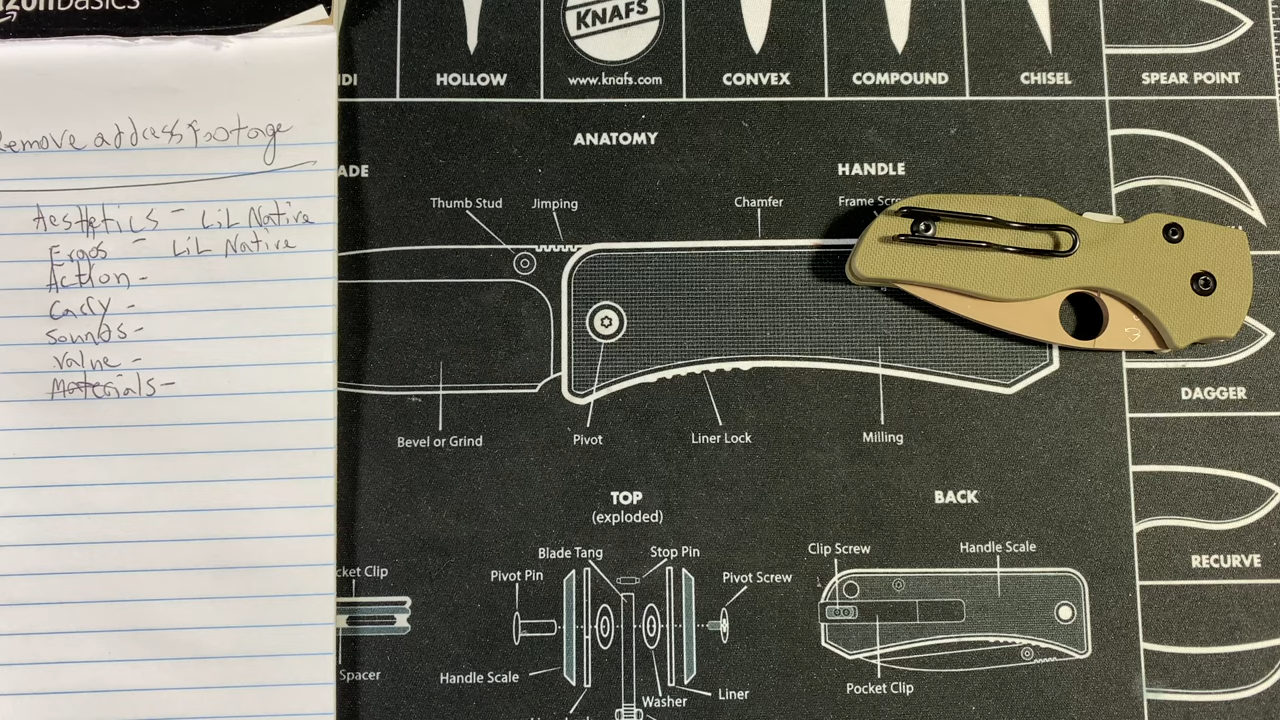 zonBasics
Remove address footage
Aesthetics - LiL Native
Ergos - LiL Native
Action -
Carry -
Sounds -
Value -
Materials -
IDI
HOLLOW
KNAFS
www.knafs.com
CONVEX
COMPOUND
CHISEL
SPEAR POINT
ANATOMY
ADE
HANDLE
Thumb Stud
Jimping
Chamfer
Frame Scre
Bevel or Grind
Pivot
Liner Lock
Milling
DAGGER
TOP
(exploded)
BACK
Blade Tang
Stop Pin
Clip Screw
Handle Scale
RECURVE
cket Clip
Pivot Pin
Pivot Screw
Spacer
Handle Scale
Washer
Liner
Pocket Clip